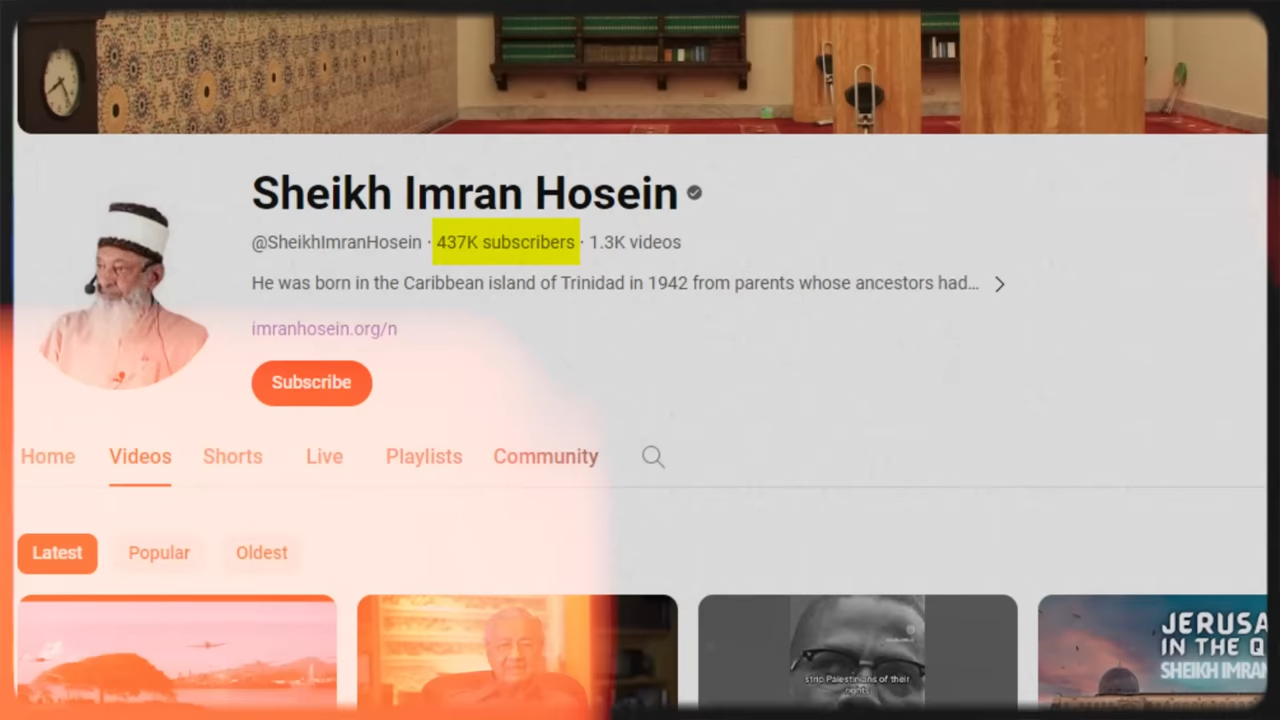 Sheikh Imran Hosein
@SheikhImranHosein · 437K subscribers · 1.3K videos
He was born in the Caribbean island of Trinidad in 1942 from parents whose ancestors had...
imranhosein.org/n
Subscribe
Home Videos Shorts Live Playlists Community
Latest Popular Oldest
strip Palestinians of their
rights
JERUSA
IN THE Q
SHEIKH IMRAN